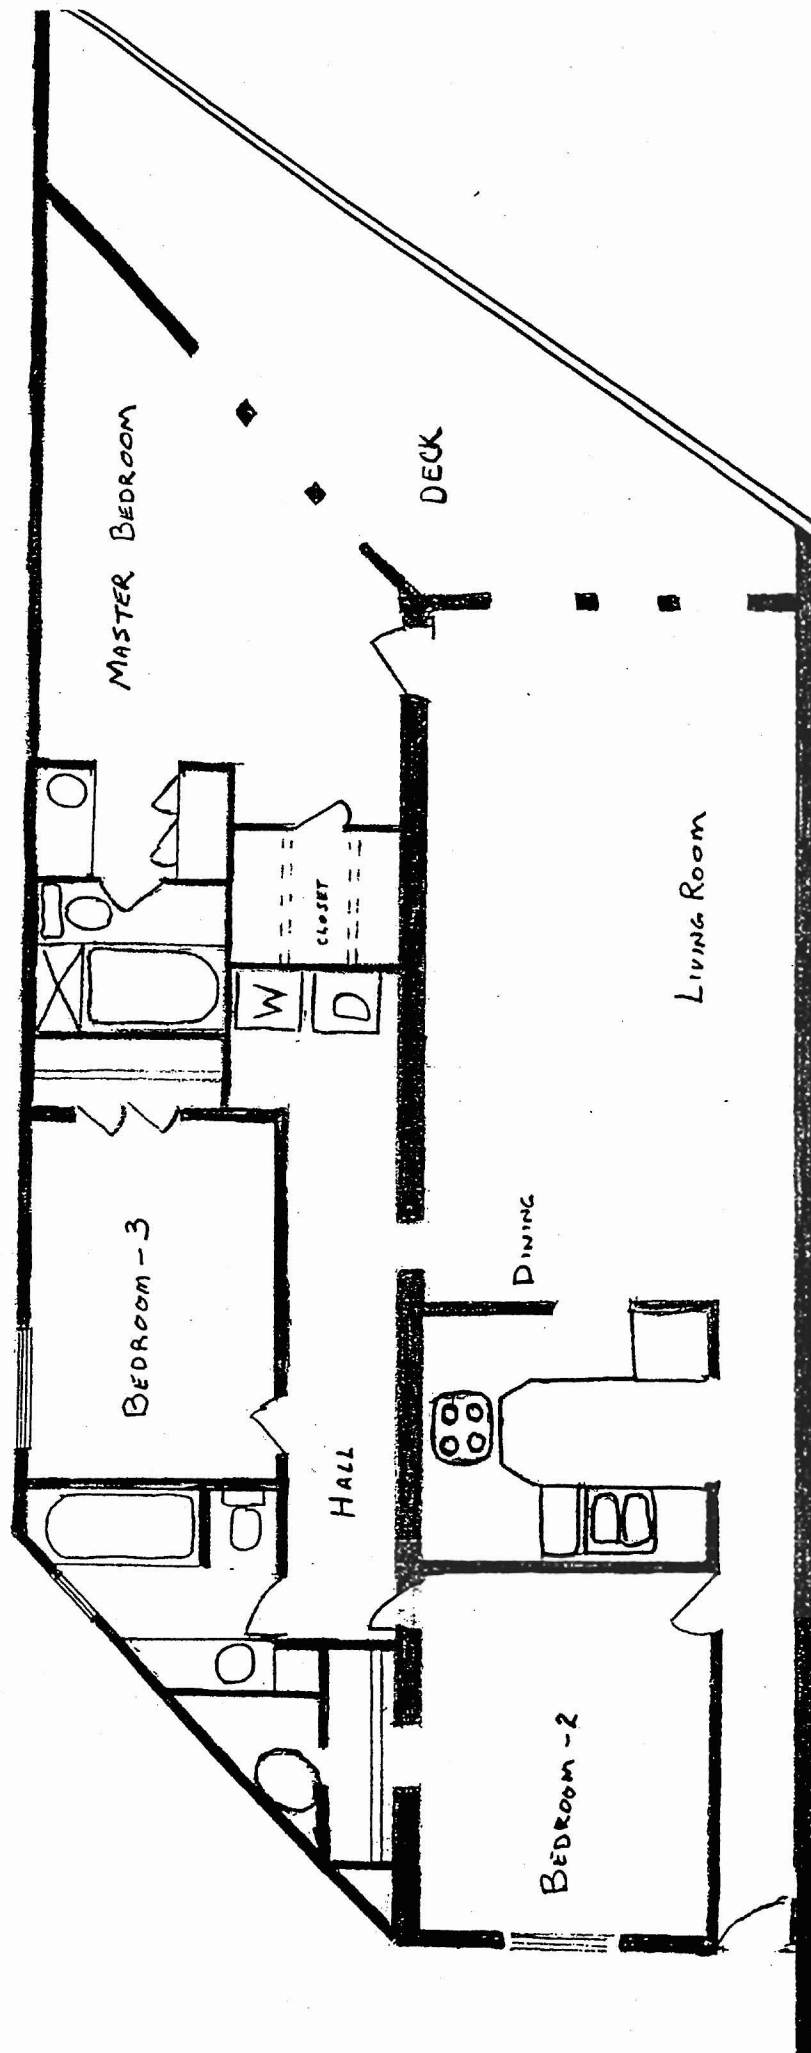 MASTER BEDROOM
DECK
CLOSET
W
D
LIVING ROOM
BEDROOM-3
DINING
HALL
BEDROOM-2